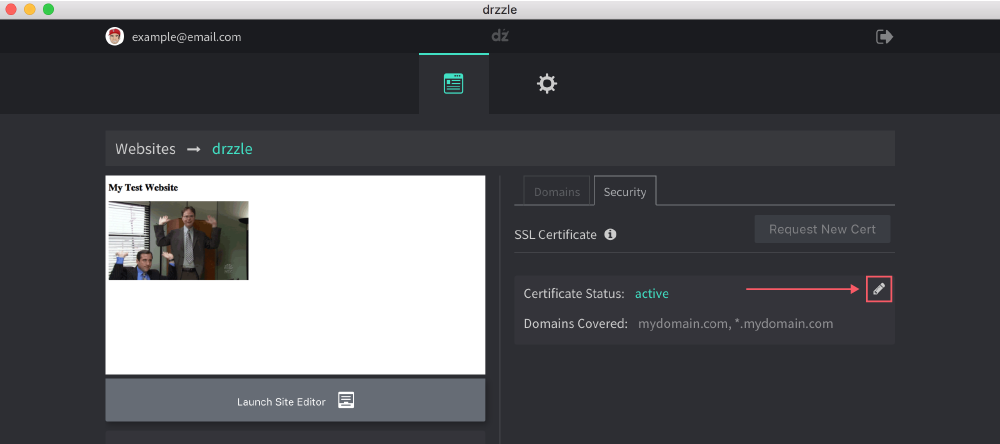 drzzle
example@email.com
dz
Websites → drzzle
My Test Website
Domains
Security
SSL Certificate
Request New Cert
Certificate Status: active
Domains Covered: mydomain.com, *.mydomain.com
Launch Site Editor